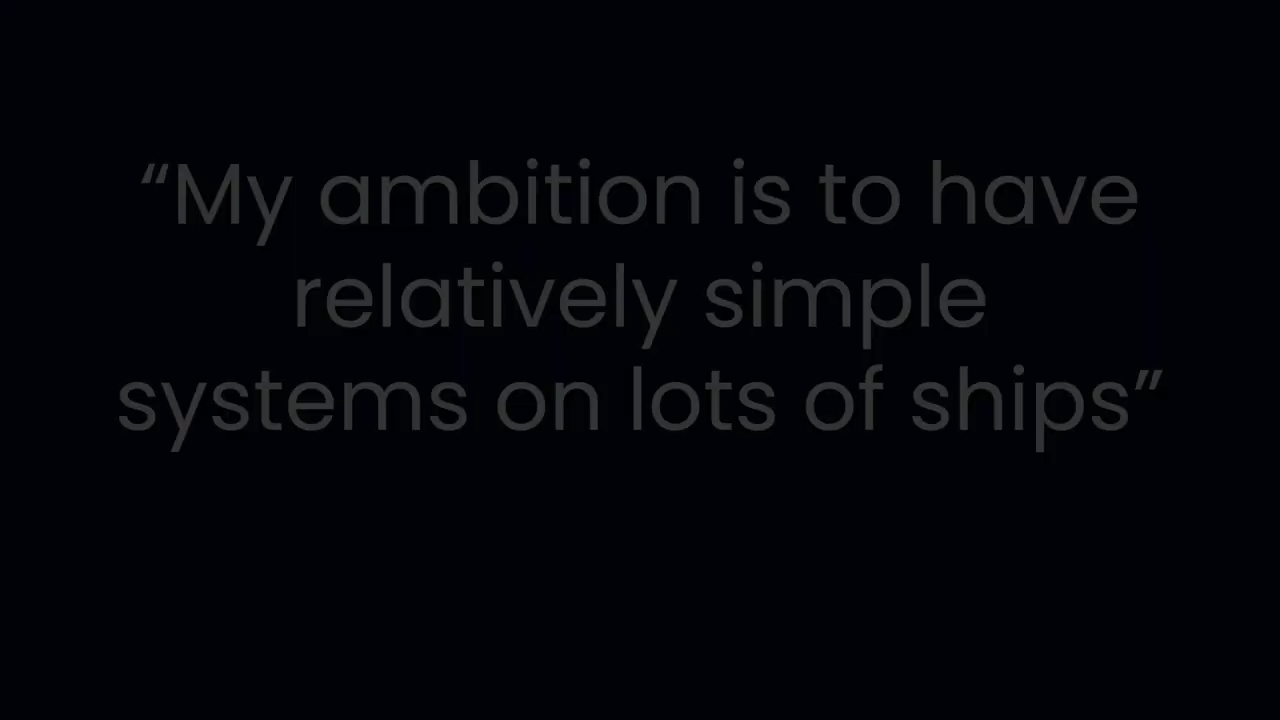 “My ambition is to have
relatively simple
systems on lots of ships”